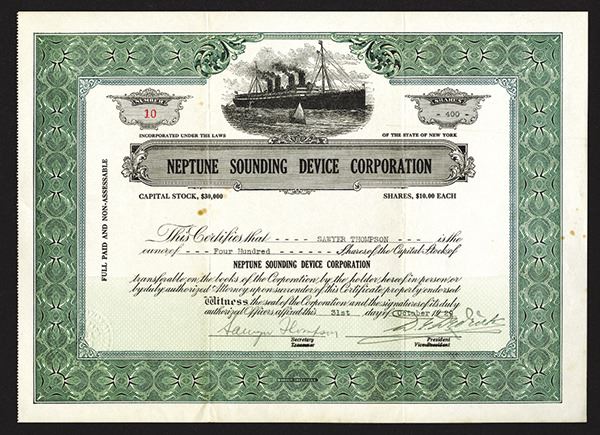 NUMBER
10
SHARES
- 400 -
INCORPORATED UNDER THE LAWS
OF THE STATE OF NEW YORK
NEPTUNE SOUNDING DEVICE CORPORATION
CAPITAL STOCK, $30,000
SHARES, $10.00 EACH
FULL PAID AND NON-ASSESSABLE
This Certifies that - - - - SAWYER THOMPSON - - - - is the
owner of - - - Four Hundred - - - - - - - Shares of the Capital Stock of
NEPTUNE SOUNDING DEVICE CORPORATION
transferable on the books of the Corporation by the holder hereof in person or
by duly authorized Attorney upon surrender of this Certificate properly endorsed
Witness the seal of the Corporation and the signatures of its duly
authorized Officers affixed this 31st day of October 19
Sawyer Thompson
Secretary
Treasurer
President
Vice-President